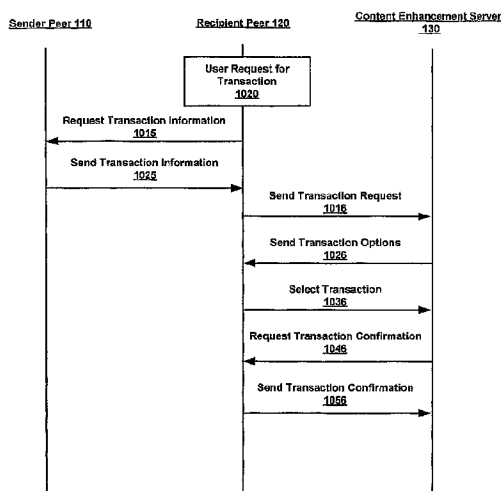 Sender Peer 110
Recipient Peer 120
Content Enhancement Server
130
User Request for
Transaction
1020
Request Transaction Information
1015
Send Transaction Information
1025
Send Transaction Request
1016
Send Transaction Options
1026
Select Transaction
1036
Request Transaction Confirmation
1046
Send Transaction Confirmation
1056